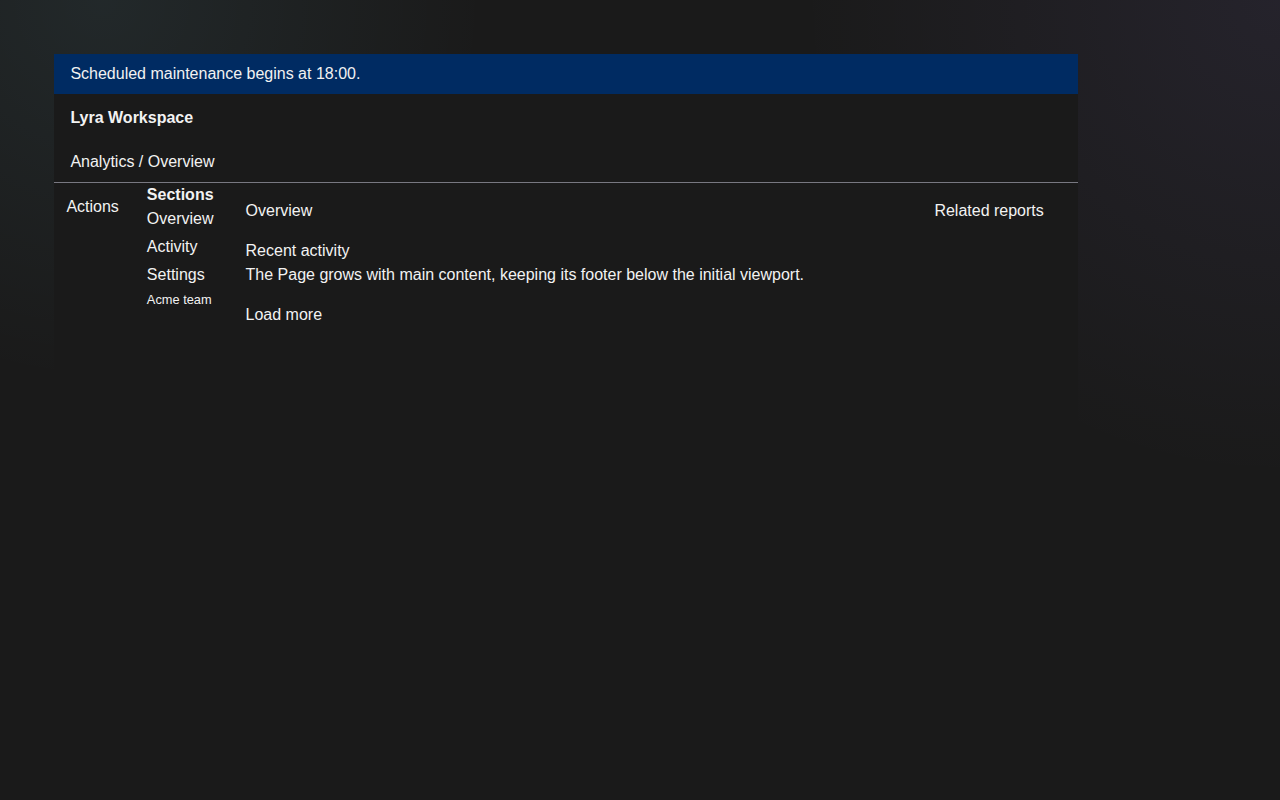 Scheduled maintenance begins at 18:00.
Lyra Workspace
Analytics / Overview
Actions
Sections
Overview
Activity
Settings
Acme team
Overview
Recent activity
The Page grows with main content, keeping its footer below the initial viewport.
Load more
Related reports